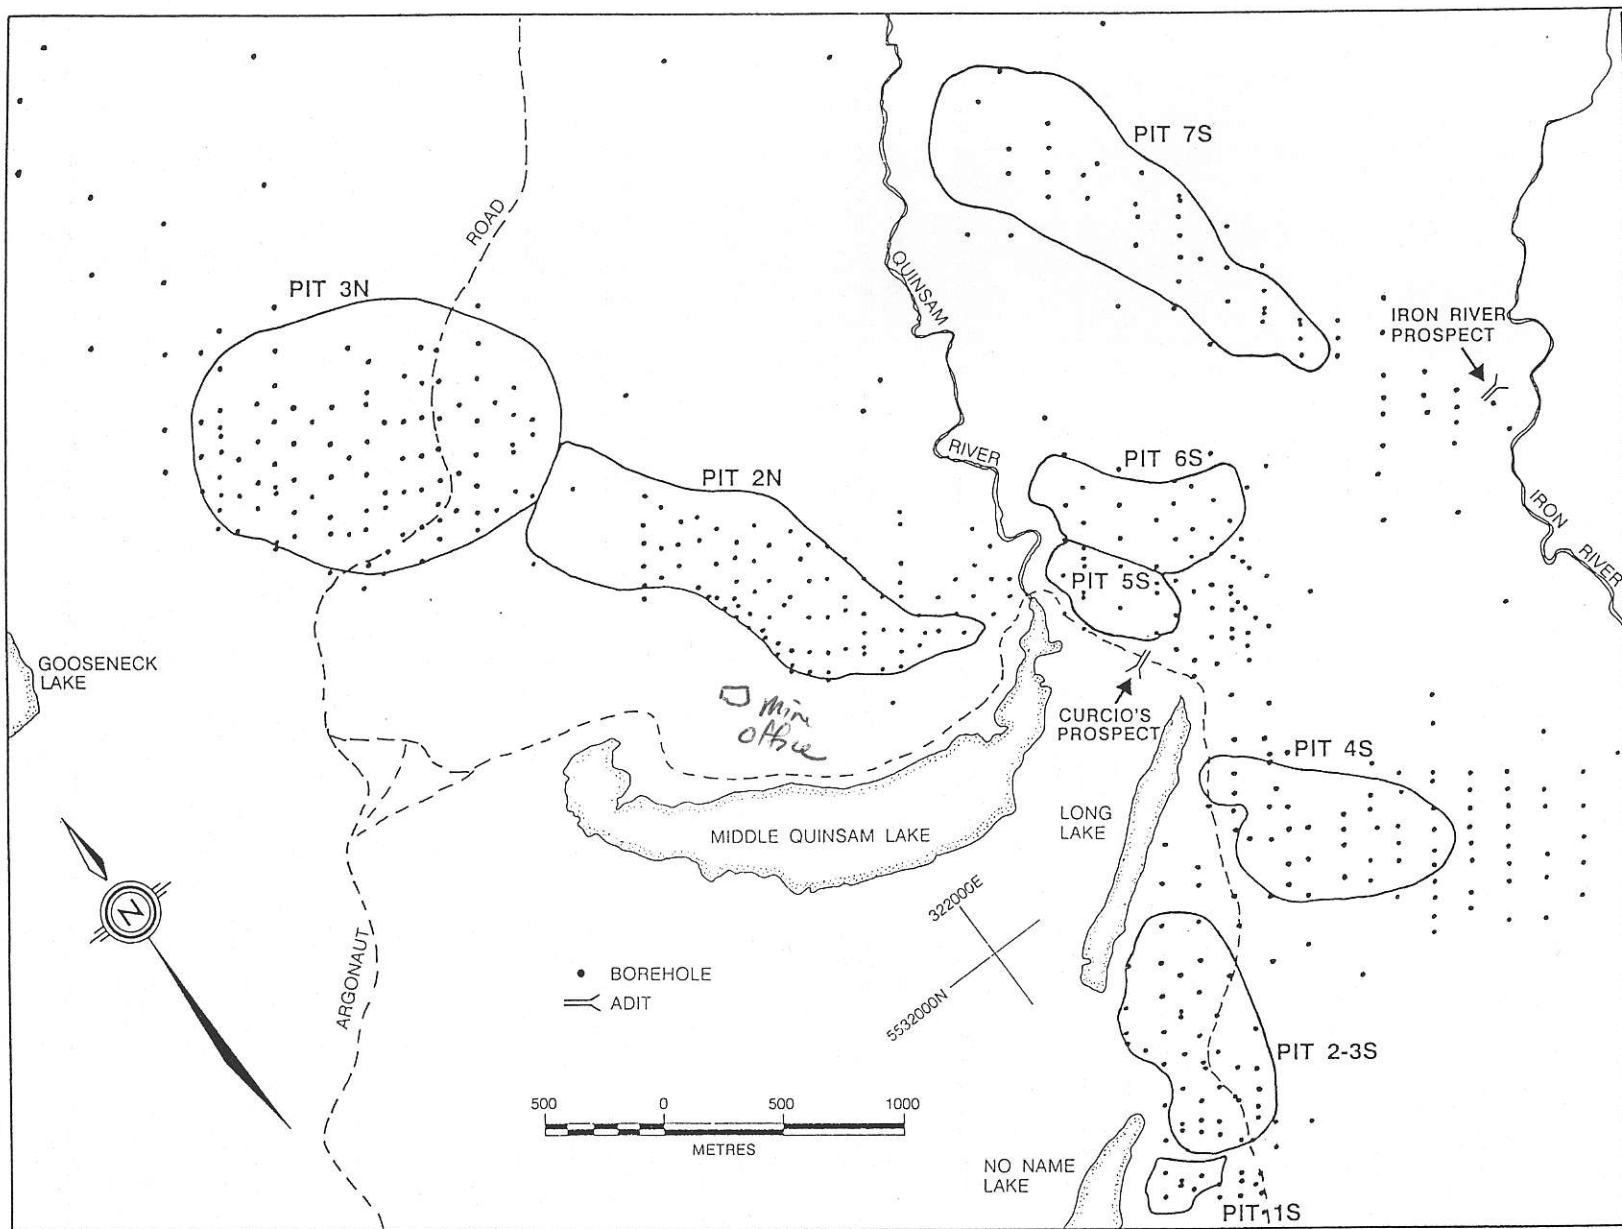 PIT 7S
ROAD
QUINSAM
RIVER
PIT 3N
IRON RIVER
PROSPECT
PIT 2N
PIT 6S
IRON
RIVER
PIT 5S
GOOSENECK
LAKE
Mine
Office
CURCIO'S
PROSPECT
PIT 4S
MIDDLE QUINSAM LAKE
LONG
LAKE
322000E
5532000N
N
ARGONAUT
BOREHOLE
ADIT
PIT 2-3S
500 0 500 1000
METRES
NO NAME
LAKE
PIT 1S